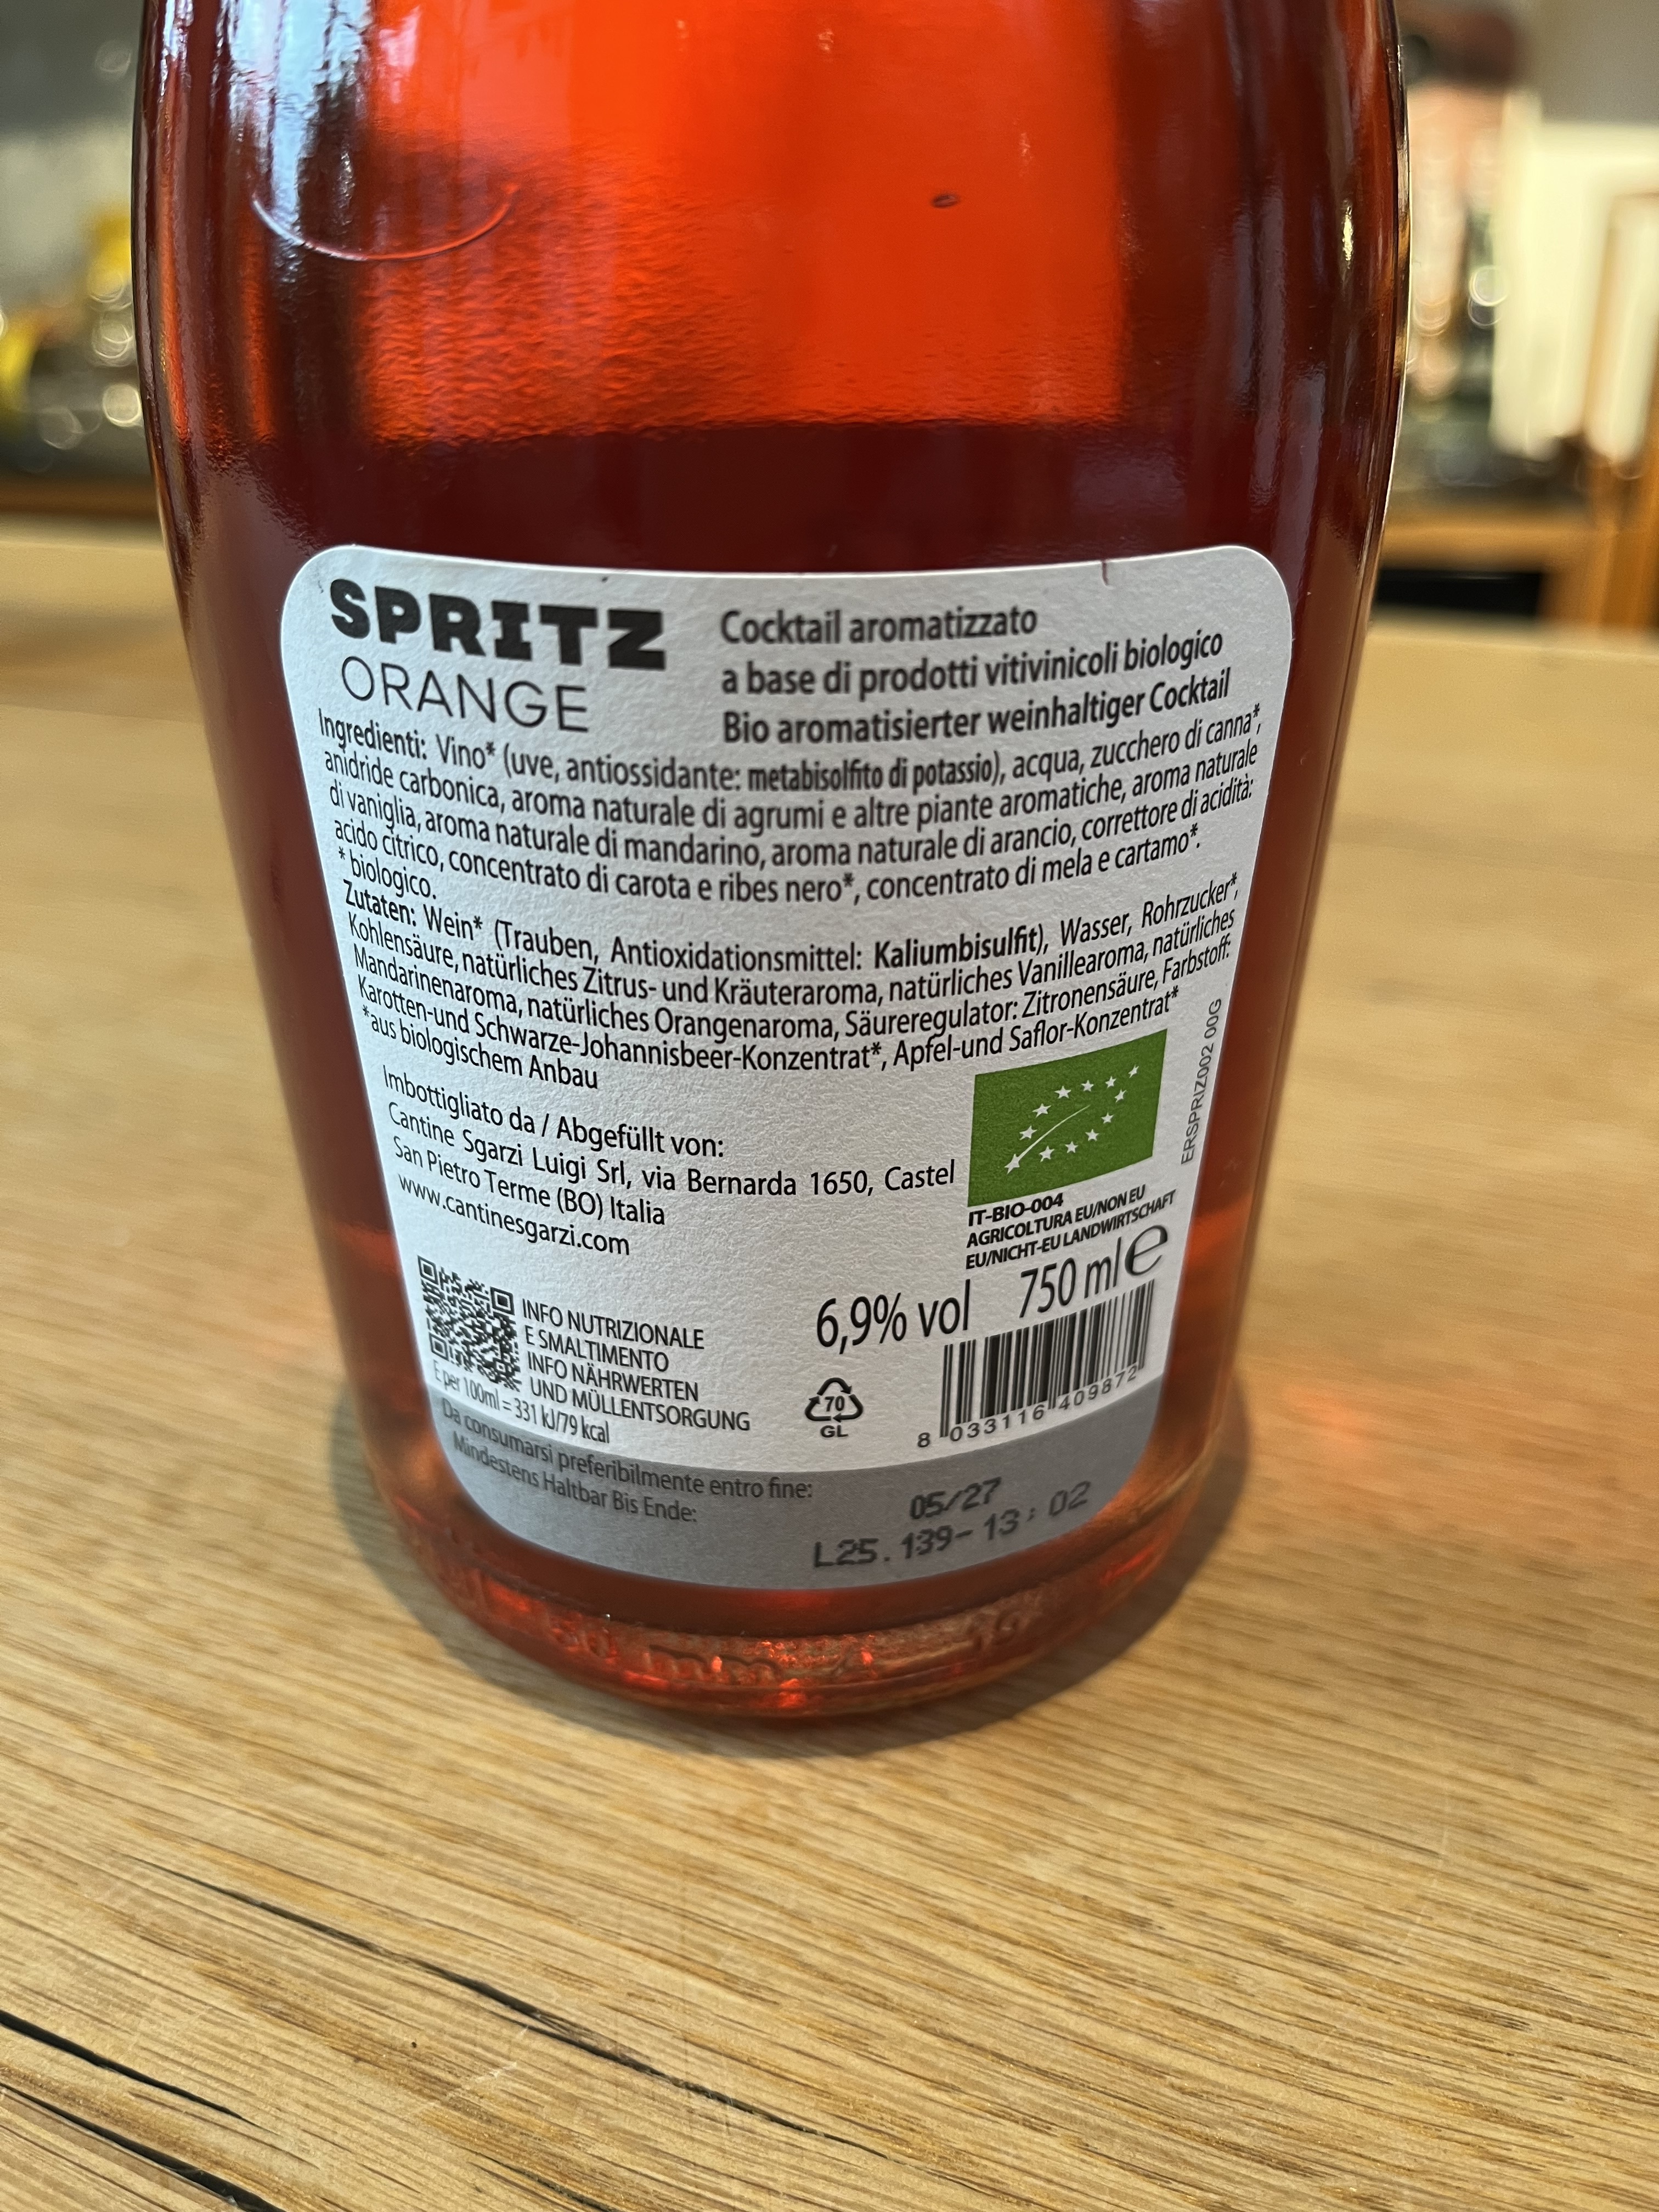 SPRITZ
ORANGE
Cocktail aromatizzato
a base di prodotti vitivinicoli biologico
Bio aromatisierter weinhaltiger Cocktail
Ingredienti: Vino* (uve, antiossidante: metabisolfito di potassio), acqua, zucchero di canna*,
anidride carbonica, aroma naturale di agrumi e altre piante aromatiche, aroma naturale
di vaniglia, aroma naturale di mandarino, aroma naturale di arancio, correttore di acidità:
acido citrico, concentrato di carota e ribes nero*, concentrato di mela e cartamo*.
* biologico.
Zutaten: Wein* (Trauben, Antioxidationsmittel: Kaliumbisulfit), Wasser, Rohrzucker*,
Kohlensäure, natürliches Zitrus- und Kräuteraroma, natürliches Vanillearoma, natürliches
Mandarinenaroma, natürliches Orangenaroma, Säureregulator: Zitronensäure, Farbstoff:
Karotten-und Schwarze-Johannisbeer-Konzentrat*, Apfel-und Saflor-Konzentrat*
*aus biologischem Anbau
Imbottigliato da / Abgefüllt von:
Cantine Sgarzi Luigi Srl, via Bernarda 1650, Castel
San Pietro Terme (BO) Italia
www.cantinesgarzi.com
ERSPRIZ002 00G
IT-BIO-004
AGRICOLTURA EU/NON EU
EU/NICHT-EU LANDWIRTSCHAFT
INFO NUTRIZIONALE
E SMALTIMENTO
INFO NÄHRWERTEN
UND MÜLLENTSORGUNG
E per 100ml = 331 kJ/79 kcal
6,9% vol 750 ml e
70
GL
8 033116 409872
Da consumarsi preferibilmente entro fine:
Mindestens Haltbar Bis Ende:
05/27
L25.139-13:02